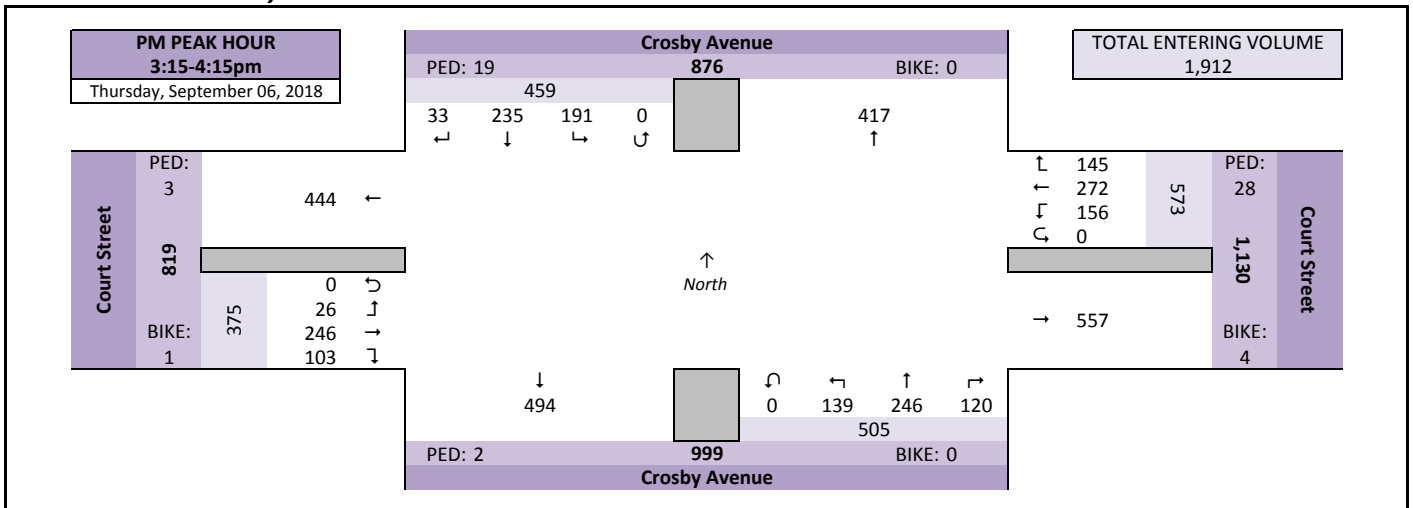 PM PEAK HOUR
3:15-4:15pm
Thursday, September 06, 2018
Crosby Avenue
PED: 19 876 BIKE: 0
459
33 235 191 0
↵ ↓ ↳ ↺
417
↑
TOTAL ENTERING VOLUME
1,912
Court Street
PED:
3
819
BIKE:
1
444 ←
375
0 ⮌
26 ↥
246 →
103 ↴
↑
North
↑ 145
← 272
↓ 156
⮎ 0
573
PED:
28
1,130
BIKE:
4
Court Street
→ 557
↓
494
↶ ↰ ↑ ↱
0 139 246 120
505
PED: 2 999 BIKE: 0
Crosby Avenue